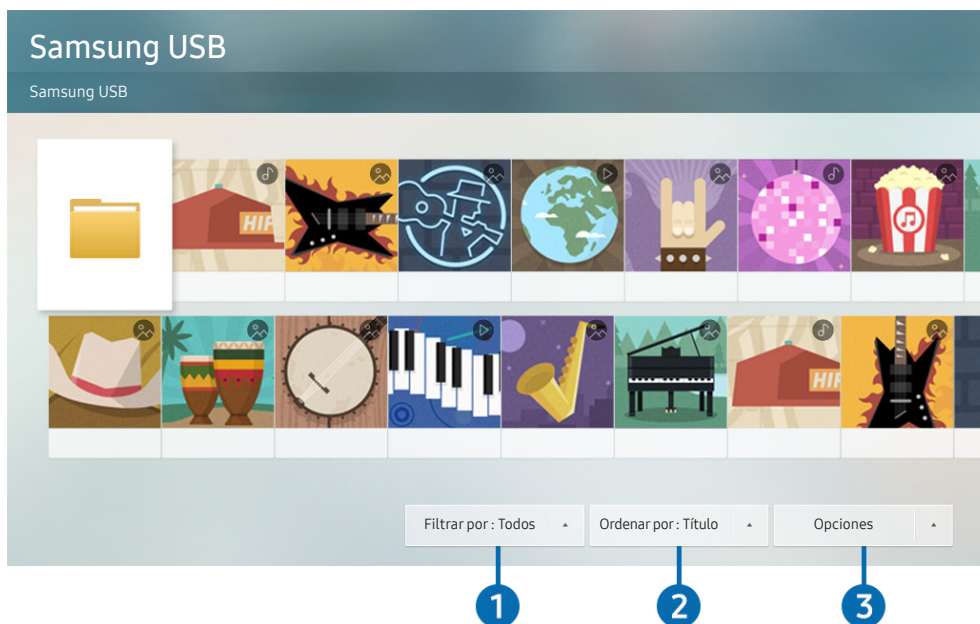 Samsung USB
Samsung USB
HIP
HIP
Filtrar por : Todos
Ordenar por : Título
Opciones
1
2
3